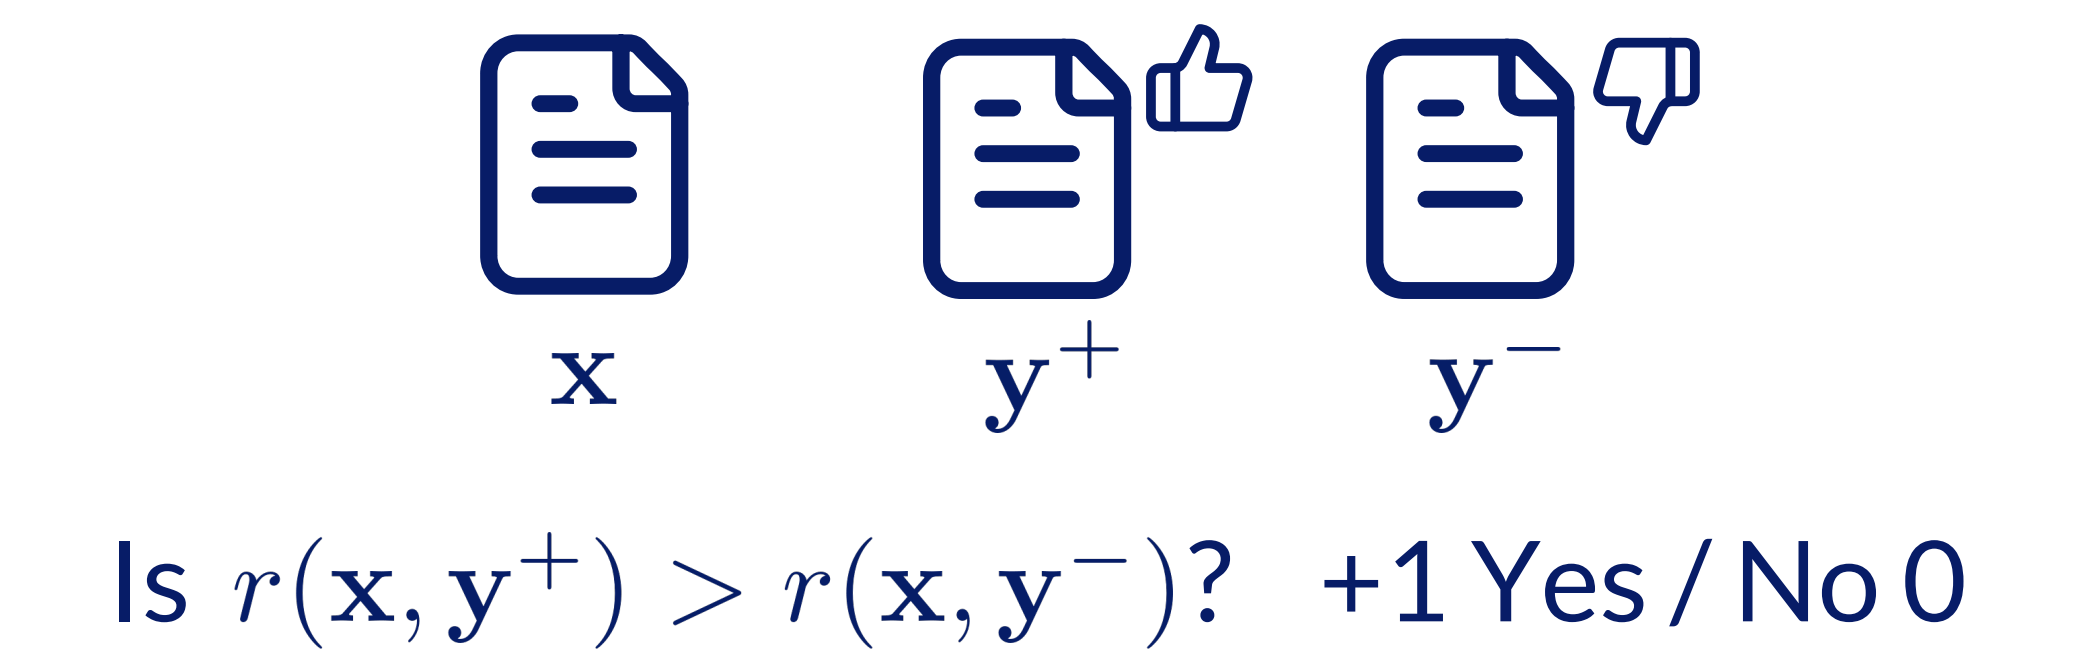 x y⁺ y⁻
Is r(x, y⁺) > r(x, y⁻)? +1 Yes / No 0